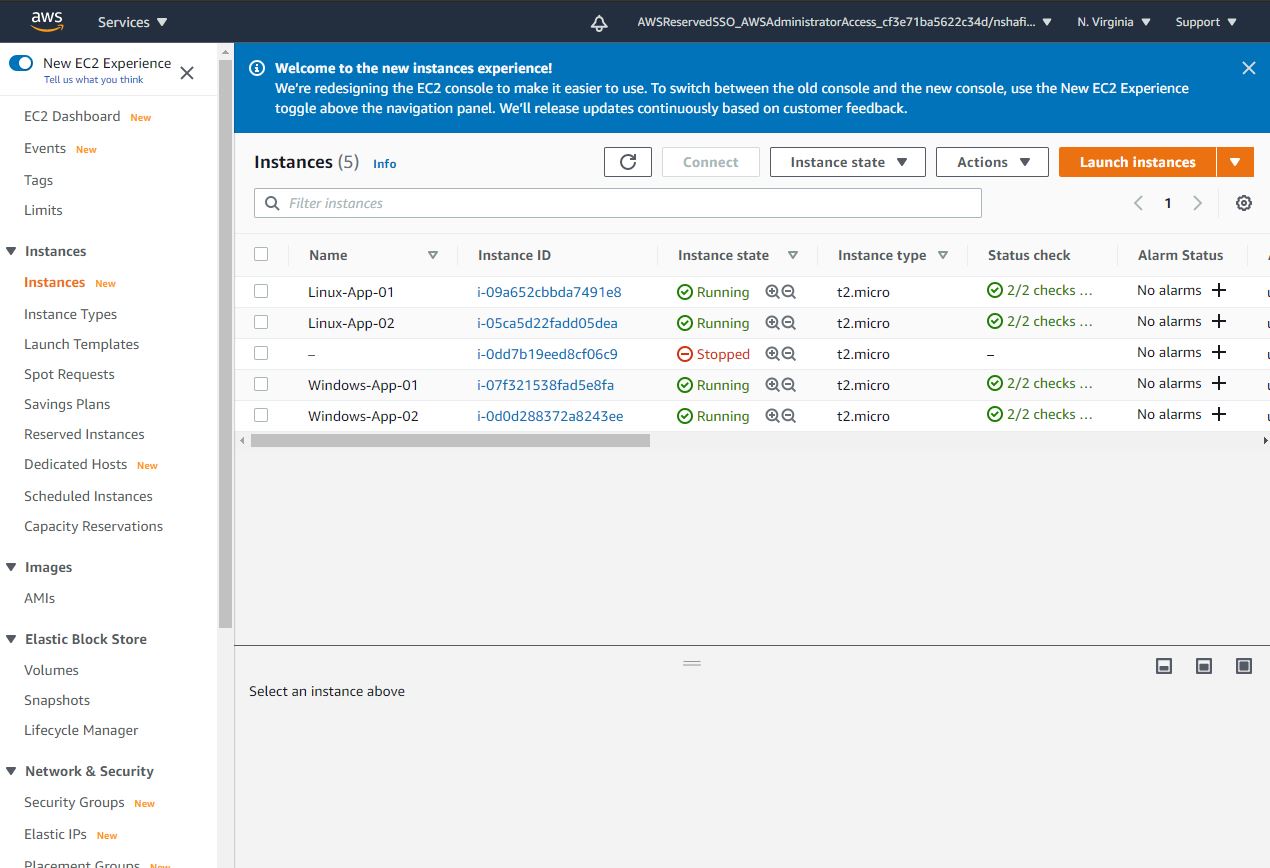 aws Services AWSReservedSSO_AWSAdministratorAccess_cf3e71ba5622c34d/nshafi... N. Virginia Support
New EC2 Experience
Tell us what you think
EC2 Dashboard New
Events New
Tags
Limits
Instances
Instances New
Instance Types
Launch Templates
Spot Requests
Savings Plans
Reserved Instances
Dedicated Hosts New
Scheduled Instances
Capacity Reservations
Images
AMIs
Elastic Block Store
Volumes
Snapshots
Lifecycle Manager
Network & Security
Security Groups New
Elastic IPs New
Placement Groups New
Welcome to the new instances experience!
We're redesigning the EC2 console to make it easier to use. To switch between the old console and the new console, use the New EC2 Experience
toggle above the navigation panel. We'll release updates continuously based on customer feedback.
Instances (5) Info Connect Instance state Actions Launch instances
Filter instances 1
Name Instance ID Instance state Instance type Status check Alarm Status
Linux-App-01 i-09a652cbbda7491e8 Running t2.micro 2/2 checks ... No alarms
Linux-App-02 i-05ca5d22fadd05dea Running t2.micro 2/2 checks ... No alarms
– i-0dd7b19eed8cf06c9 Stopped t2.micro – No alarms
Windows-App-01 i-07f321538fad5e8fa Running t2.micro 2/2 checks ... No alarms
Windows-App-02 i-0d0d288372a8243ee Running t2.micro 2/2 checks ... No alarms
Select an instance above